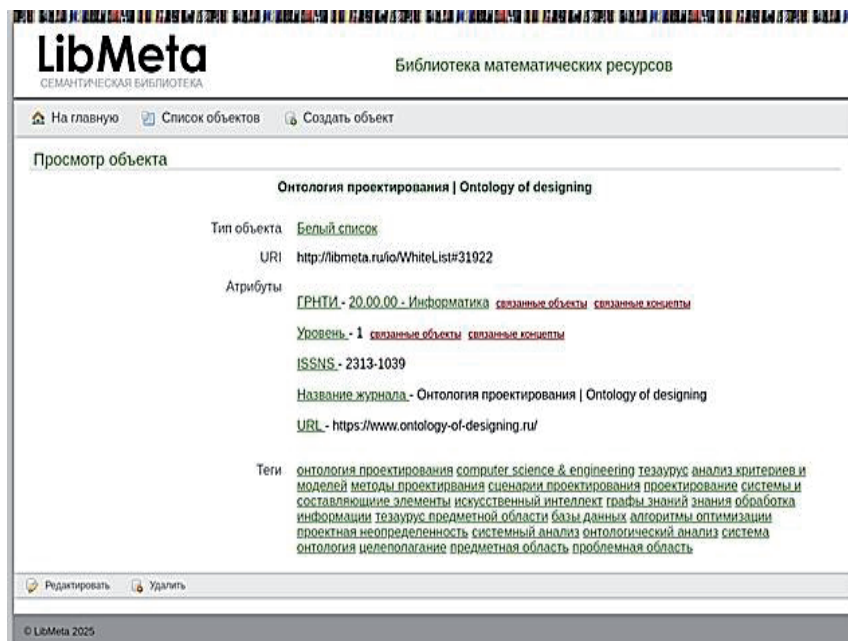 LibMeta
СЕМАНТИЧЕСКАЯ БИБЛИОТЕКА
Библиотека математических ресурсов
На главную Список объектов Создать объект
Просмотр объекта
Онтология проектирования | Ontology of designing
Тип объекта Белый список
URI http://libmeta.ru/io/WhiteList#31922
Атрибуты
ГРНТИ - 20.00.00 - Информатика связанные объекты связанные концепты
Уровень - 1 связанные объекты связанные концепты
ISSNS - 2313-1039
Название журнала - Онтология проектирования | Ontology of designing
URL - https://www.ontology-of-designing.ru/
Теги онтология проектирования computer science & engineering тезаурус анализ критериев и
моделей методы проектирвания сценарии проектирования проектирование системы и
составляющиие элементы искусственный интеллект графы знаний знания обработка
информации тезаурус предметной области базы данных алгоритмы оптимизации
проектная неопределенность системный анализ онтологический анализ система
онтология целеполагание предметная область проблемная область
Редактировать Удалить
© LibMeta 2025